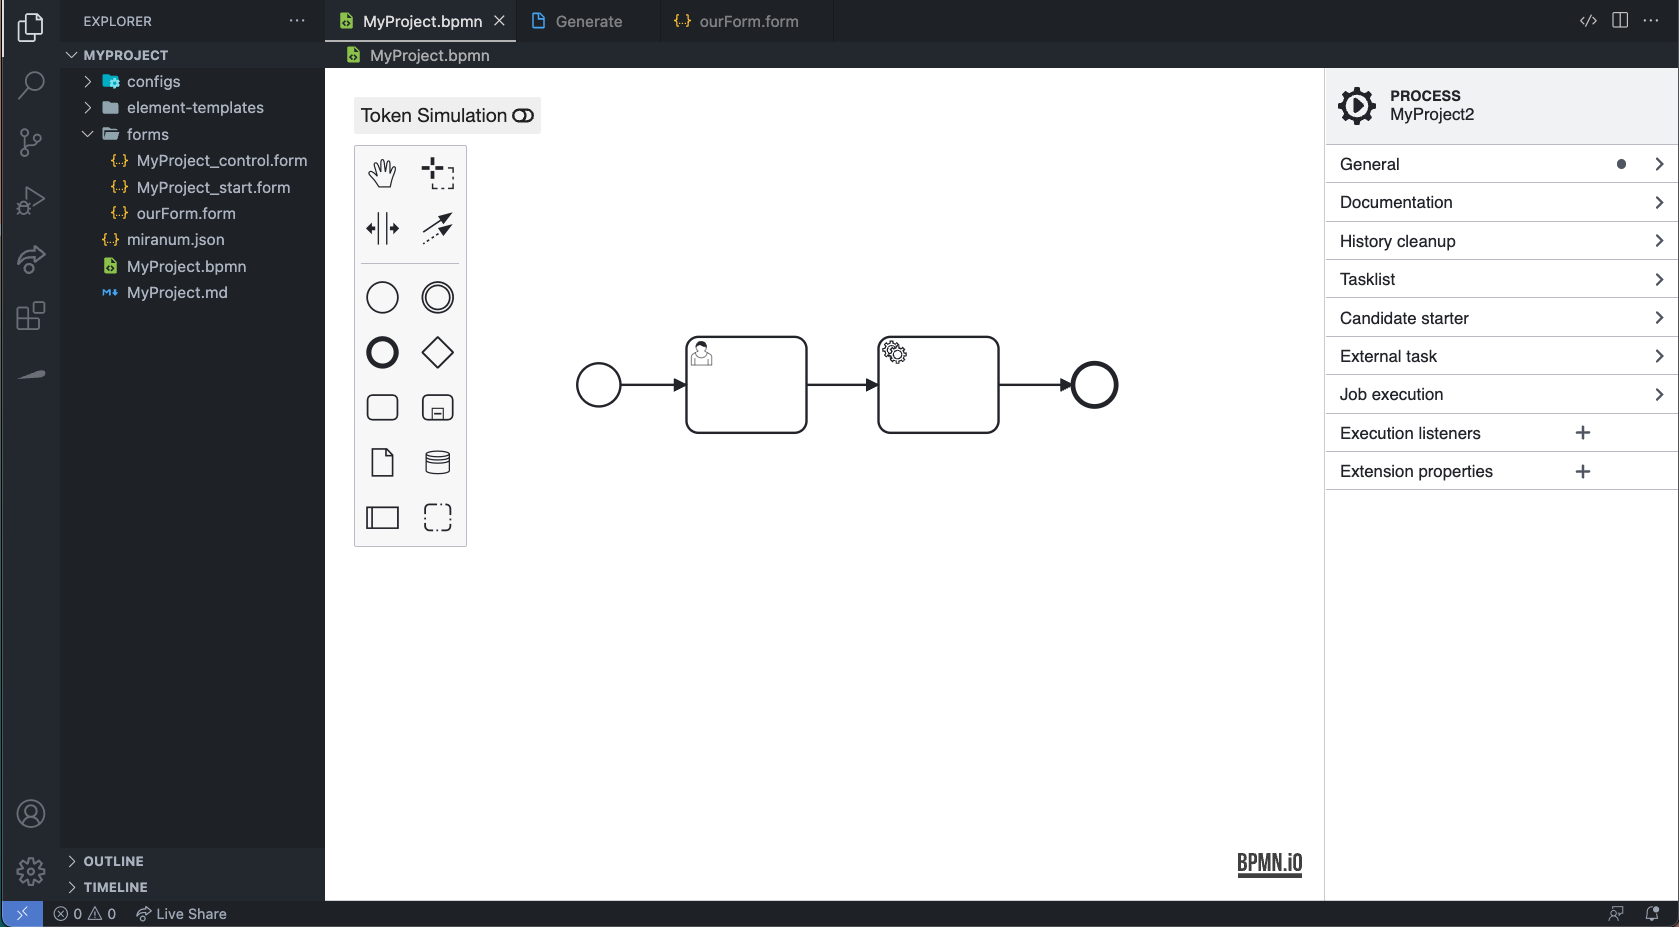 EXPLORER
MYPROJECT
configs
element-templates
forms
{..} MyProject_control.form
{..} MyProject_start.form
{..} ourForm.form
{..} miranum.json
MyProject.bpmn
MyProject.md
OUTLINE
TIMELINE
MyProject.bpmn
Generate
{..} ourForm.form
MyProject.bpmn
Token Simulation
BPMN.iO
PROCESS
MyProject2
General
Documentation
History cleanup
Tasklist
Candidate starter
External task
Job execution
Execution listeners
Extension properties
0 0 Live Share